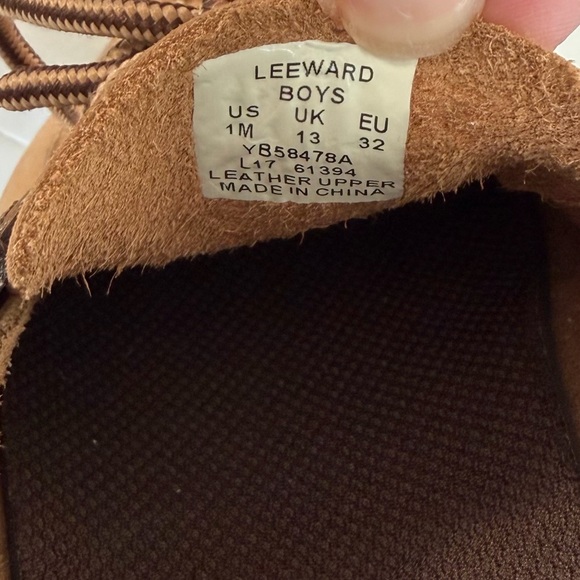 LEEWARD
BOYS
US UK EU
1M 13 32
YB58478A
L17 61394
LEATHER UPPER
MADE IN CHINA